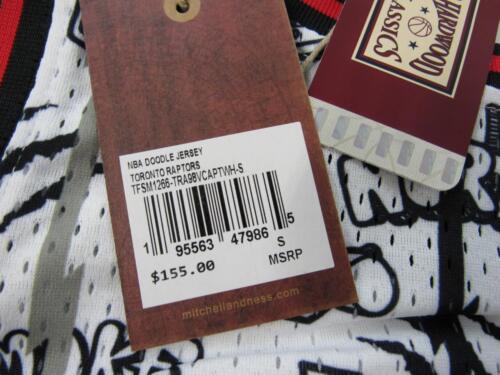 HARDWOOD
CLASSICS
NBA DOODLE JERSEY
TORONTO RAPTORS
TFSM1266-TRA98VCAPTWH-S
1 95563 47986 5
S
$155.00 MSRP
mitchellandness.com